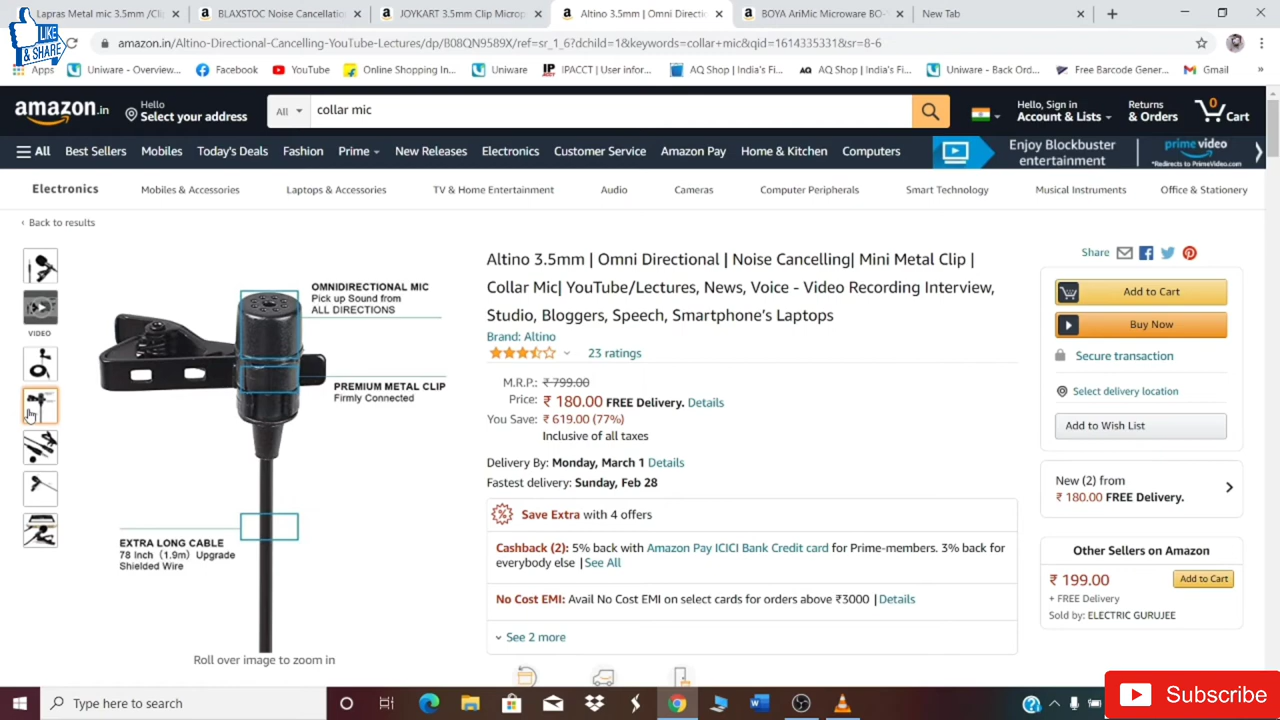 Lapras Metal mic 3.5mm /Cli
BLAXSTOC Noise Cancellatio
JOYKART 3.5mm Clip Microp
Altino 3.5mm | Omni Directio
BOYA AriMic Microware BO-
New Tab
LIKE
& SHARE
amazon.in/Altino-Directional-Cancelling-YouTube-Lectures/dp/B08QN9589X/ref=sr_1_6?dchild=1&keywords=collar+mic&qid=1614335331&sr=8-6
Apps
Uniware - Overview...
Facebook
YouTube
Online Shopping In...
Uniware
IPACCT | User infor...
AQ Shop | India's Fi...
AQ Shop | India's Fi...
Uniware - Back Ord...
Free Barcode Gener...
Gmail
amazon.in
Hello
Select your address
All
collar mic
Hello, Sign in
Account & Lists
Returns
& Orders
0
Cart
All
Best Sellers
Mobiles
Today's Deals
Fashion
Prime
New Releases
Electronics
Customer Service
Amazon Pay
Home & Kitchen
Computers
Enjoy Blockbuster
entertainment
prime video
*Redirects to PrimeVideo.com
Electronics
Mobiles & Accessories
Laptops & Accessories
TV & Home Entertainment
Audio
Cameras
Computer Peripherals
Smart Technology
Musical Instruments
Office & Stationery
‹ Back to results
VIDEO
OMNIDIRECTIONAL MIC
Pick up Sound from
ALL DIRECTIONS
PREMIUM METAL CLIP
Firmly Connected
EXTRA LONG CABLE
78 Inch (1.9m) Upgrade
Shielded Wire
Roll over image to zoom in
Altino 3.5mm | Omni Directional | Noise Cancelling| Mini Metal Clip |
Collar Mic| YouTube/Lectures, News, Voice - Video Recording Interview,
Studio, Bloggers, Speech, Smartphone's Laptops
Brand: Altino
23 ratings
M.R.P.: ₹ 799.00
Price: ₹ 180.00 FREE Delivery. Details
You Save: ₹ 619.00 (77%)
Inclusive of all taxes
Delivery By: Monday, March 1 Details
Fastest delivery: Sunday, Feb 28
Save Extra with 4 offers
Cashback (2): 5% back with Amazon Pay ICICI Bank Credit card for Prime-members. 3% back for
everybody else |See All
No Cost EMI: Avail No Cost EMI on select cards for orders above ₹3000 |Details
See 2 more
Share
Add to Cart
Buy Now
Secure transaction
Select delivery location
Add to Wish List
New (2) from
₹ 180.00 FREE Delivery.
Other Sellers on Amazon
₹ 199.00
Add to Cart
+ FREE Delivery
Sold by: ELECTRIC GURUJEE
Type here to search
Subscribe